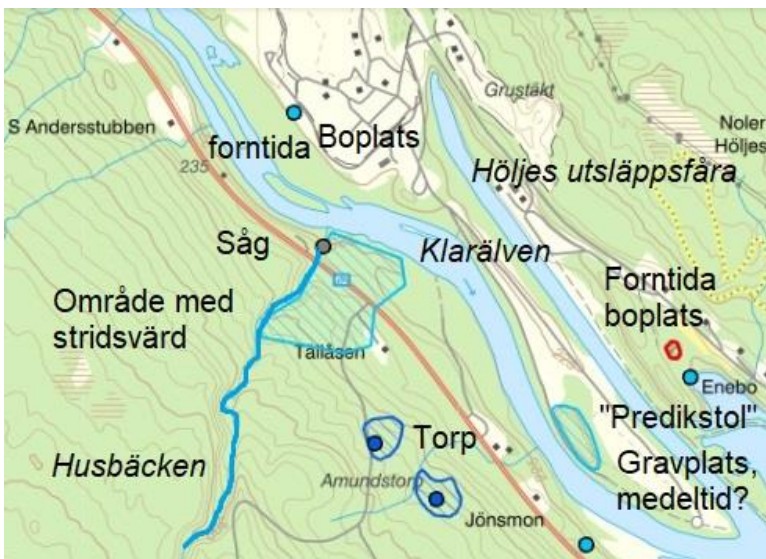 S Andersstubben
235
forntida Boplats
Grustäkt
Noler
Höljes
Höljes utsläppsfåra
Såg
Klarälven
62
Område med
stridsvärd
Forntida
boplats
Tallåsen
Enebo
"Predikstol"
Torp
Husbäcken
Gravplats,
medeltid?
Amundstorp
Jönsmon